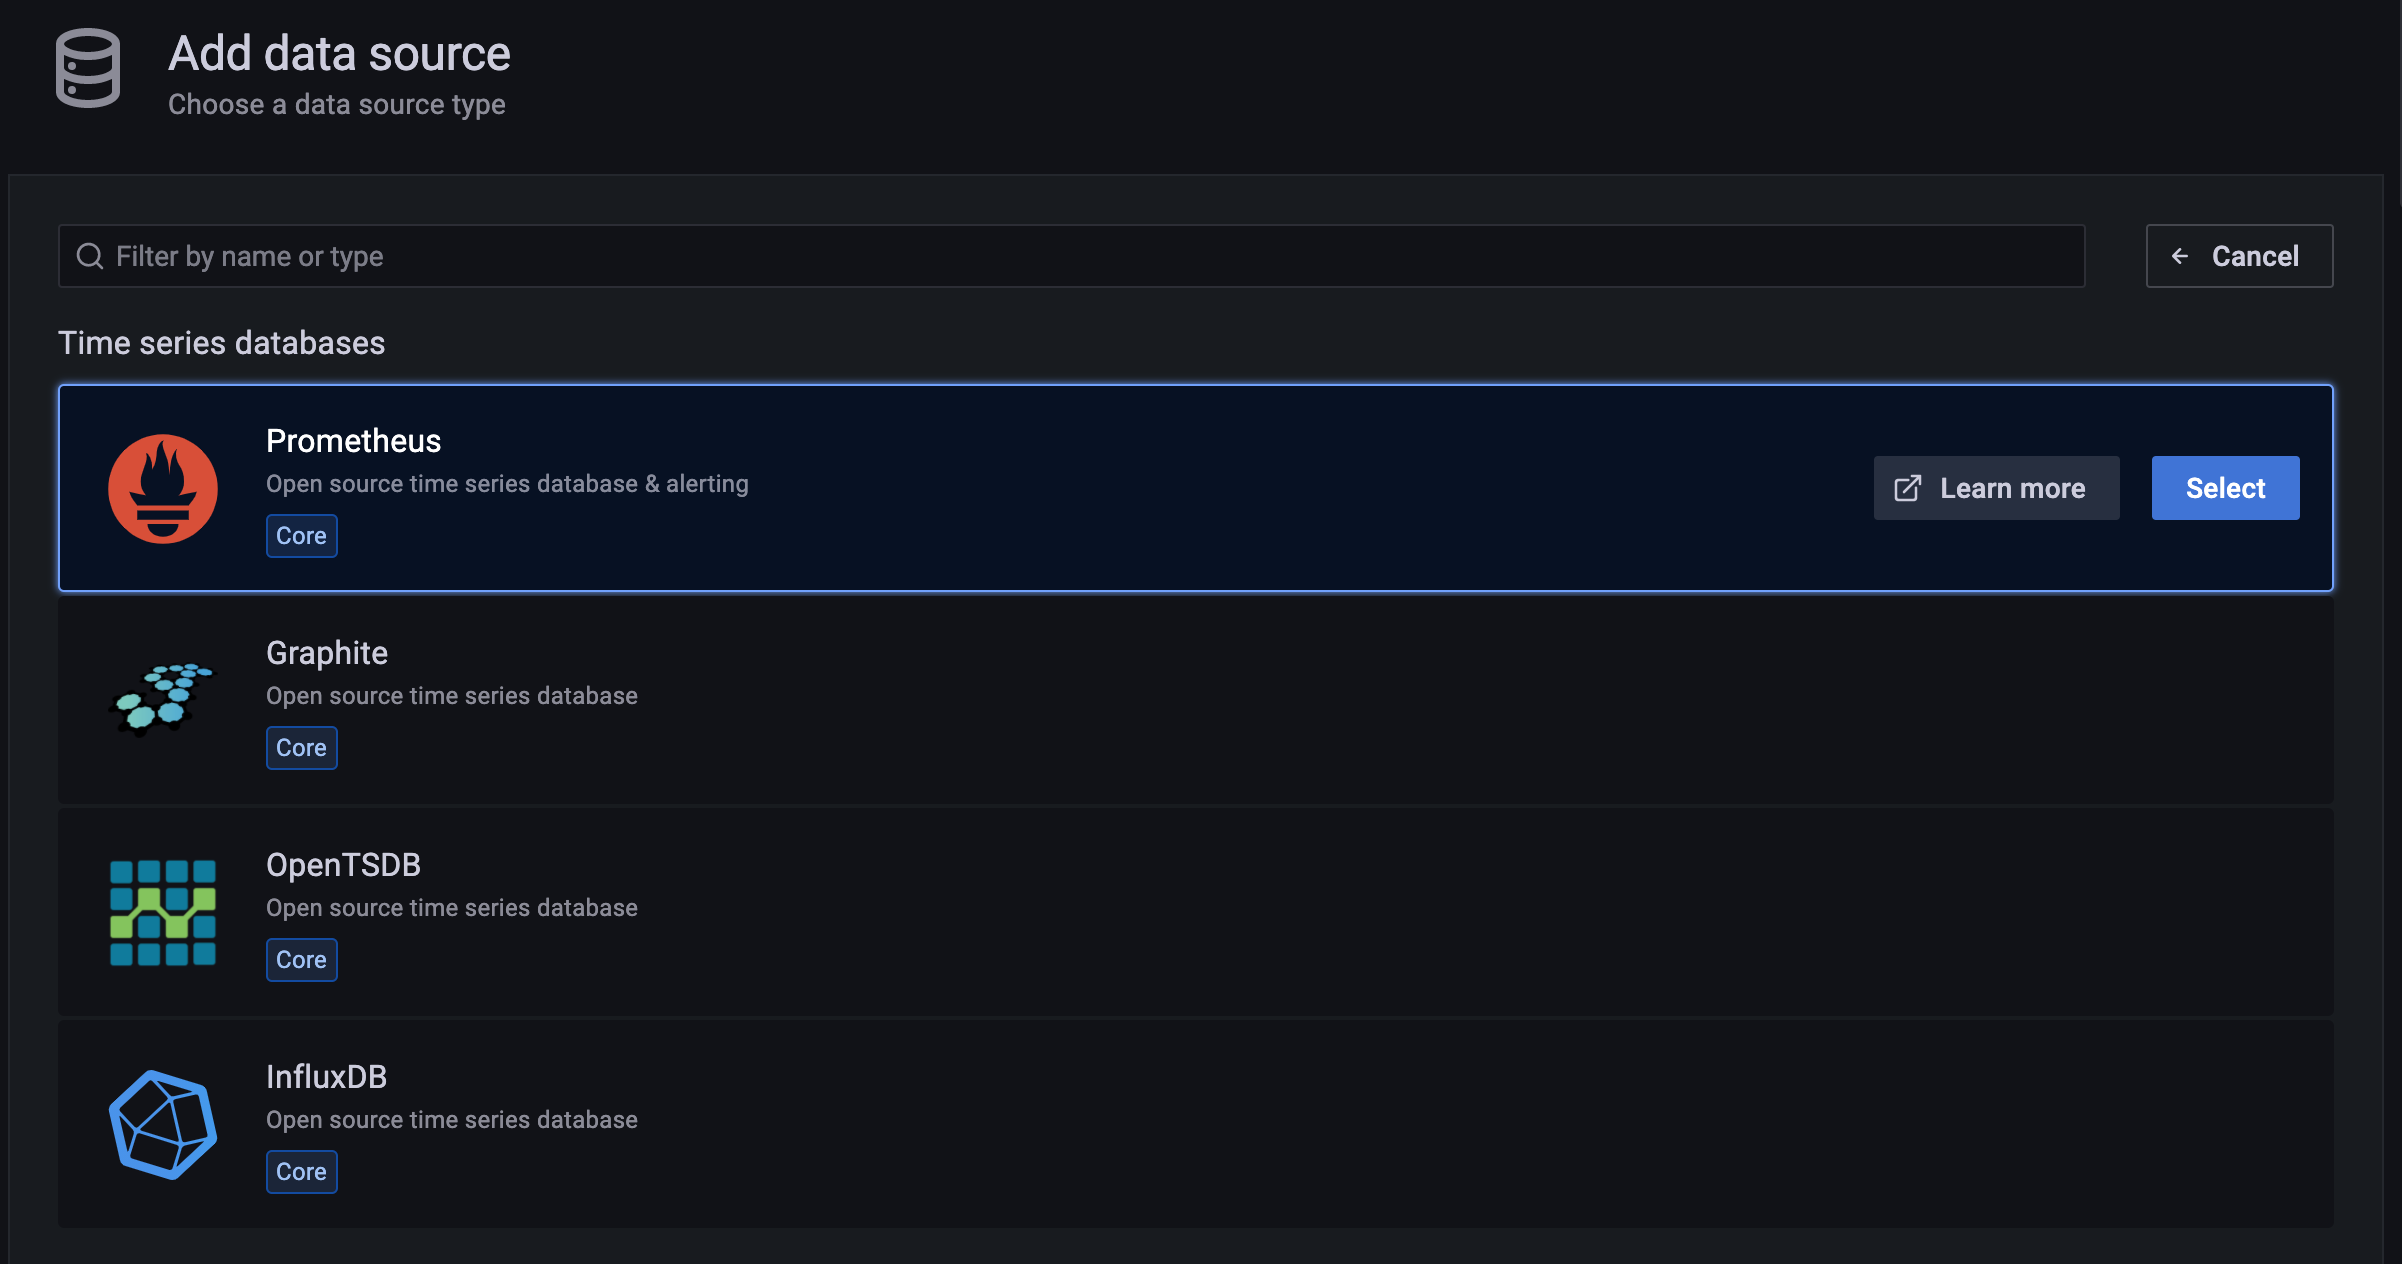 Add data source
Choose a data source type
Filter by name or type
Cancel
Time series databases
Prometheus
Open source time series database & alerting
Core
Learn more
Select
Graphite
Open source time series database
Core
OpenTSDB
Open source time series database
Core
InfluxDB
Open source time series database
Core